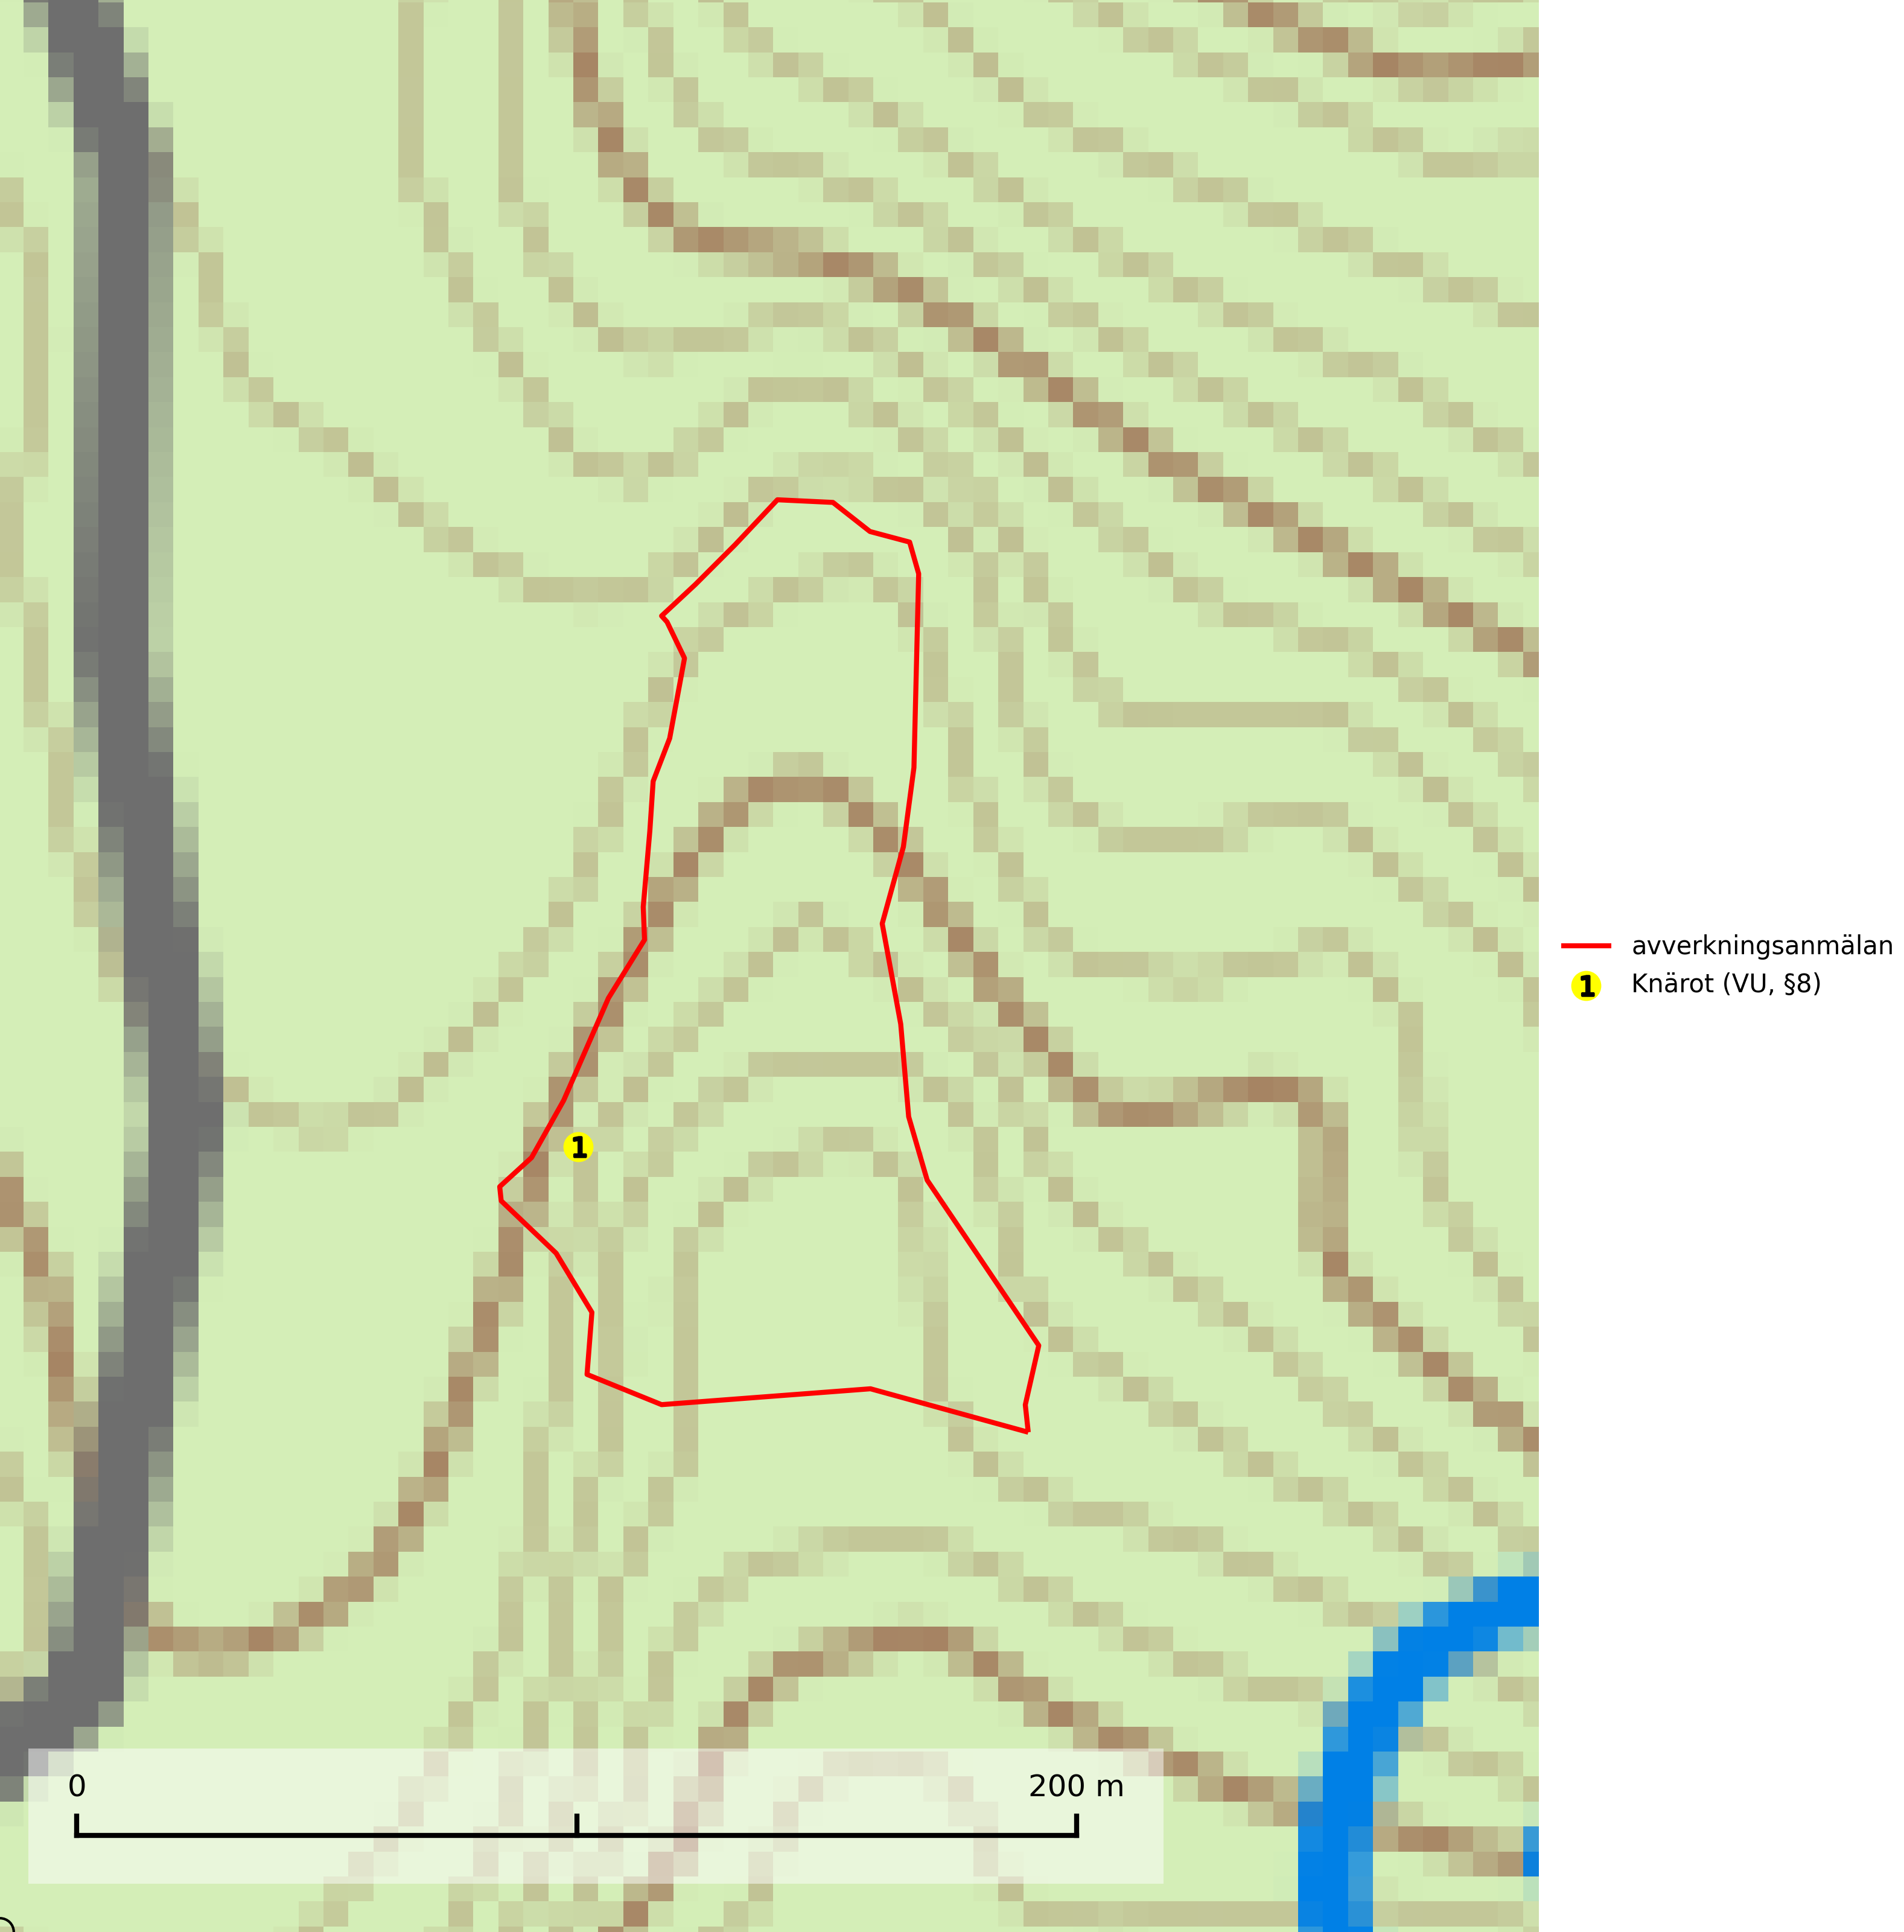 avverkningsanmälan
1 Knärot (VU, §8)
1
0 200 m